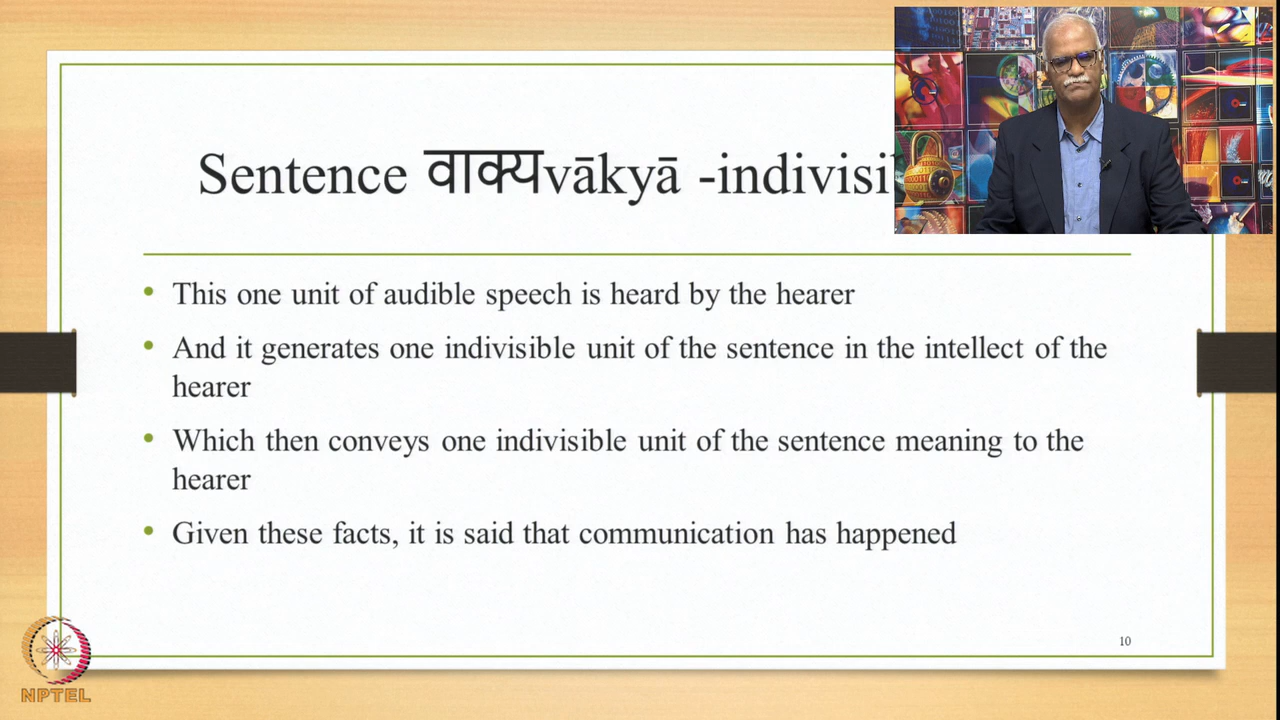 Sentence वाक्यvākyā -indivisi
• This one unit of audible speech is heard by the hearer
• And it generates one indivisible unit of the sentence in the intellect of the
hearer
• Which then conveys one indivisible unit of the sentence meaning to the
hearer
• Given these facts, it is said that communication has happened
10
NPTEL